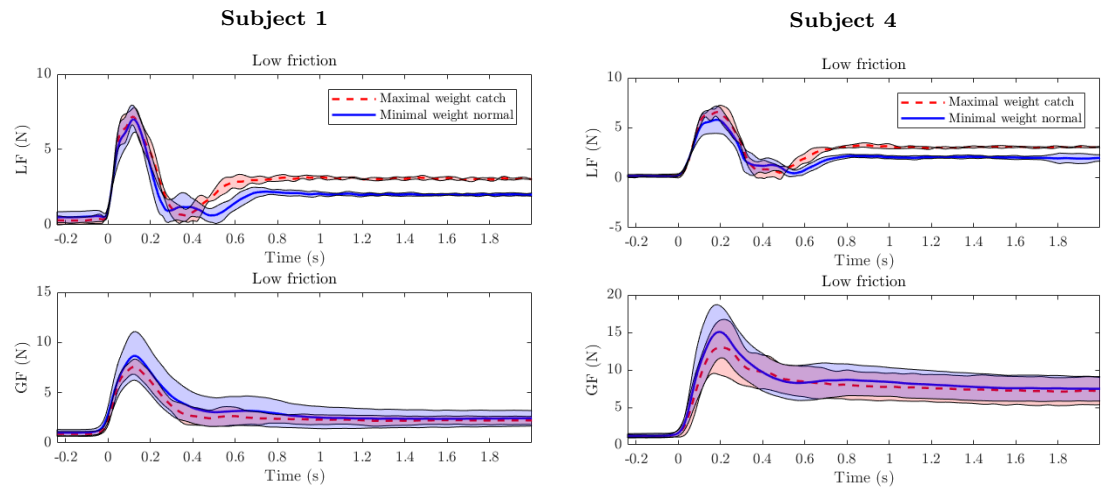 Subject 1
Low friction
10
5
0
LF (N)
Maximal weight catch
Minimal weight normal
-0.2 0 0.2 0.4 0.6 0.8 1 1.2 1.4 1.6 1.8
Time (s)
Low friction
15
10
5
0
GF (N)
-0.2 0 0.2 0.4 0.6 0.8 1 1.2 1.4 1.6 1.8
Time (s)
Subject 4
Low friction
10
5
0
-5
LF (N)
Maximal weight catch
Minimal weight normal
-0.2 0 0.2 0.4 0.6 0.8 1 1.2 1.4 1.6 1.8
Time (s)
Low friction
20
15
10
5
0
GF (N)
-0.2 0 0.2 0.4 0.6 0.8 1 1.2 1.4 1.6 1.8
Time (s)